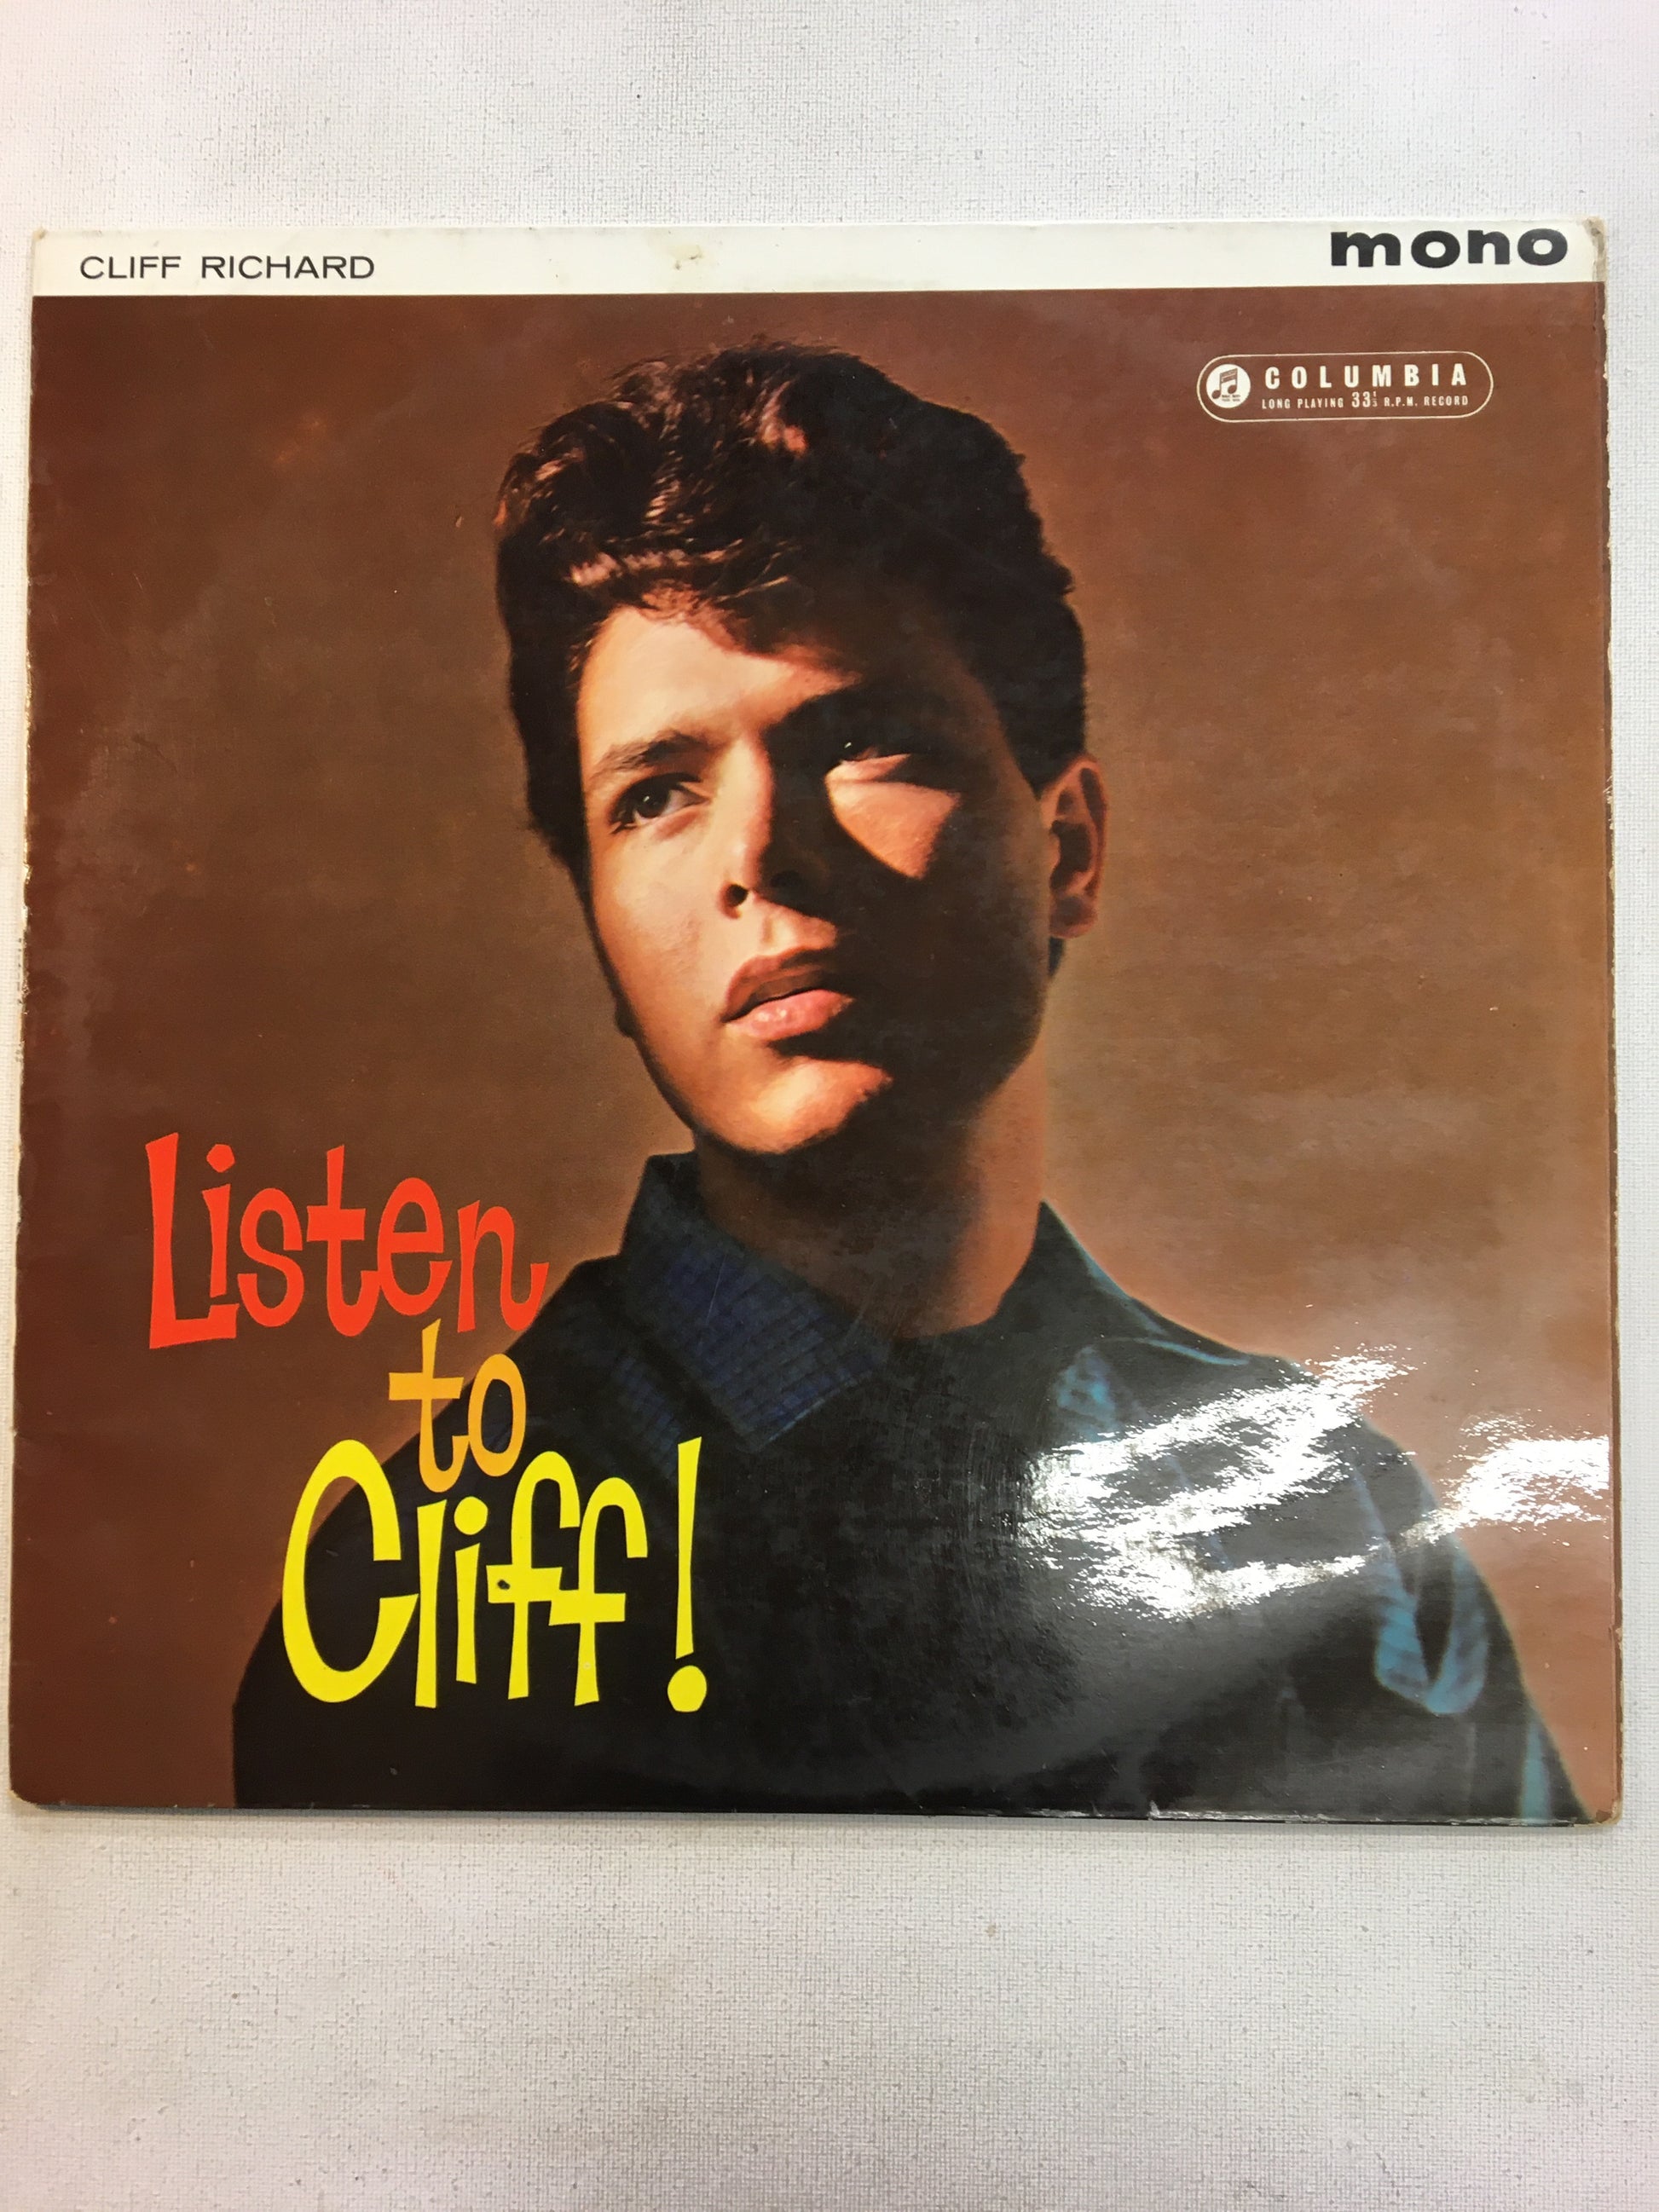 CLIFF RICHARD
mono
COLUMBIA
LONG PLAYING 33⅓ R.P.M. RECORD
Listen
to
Cliff!